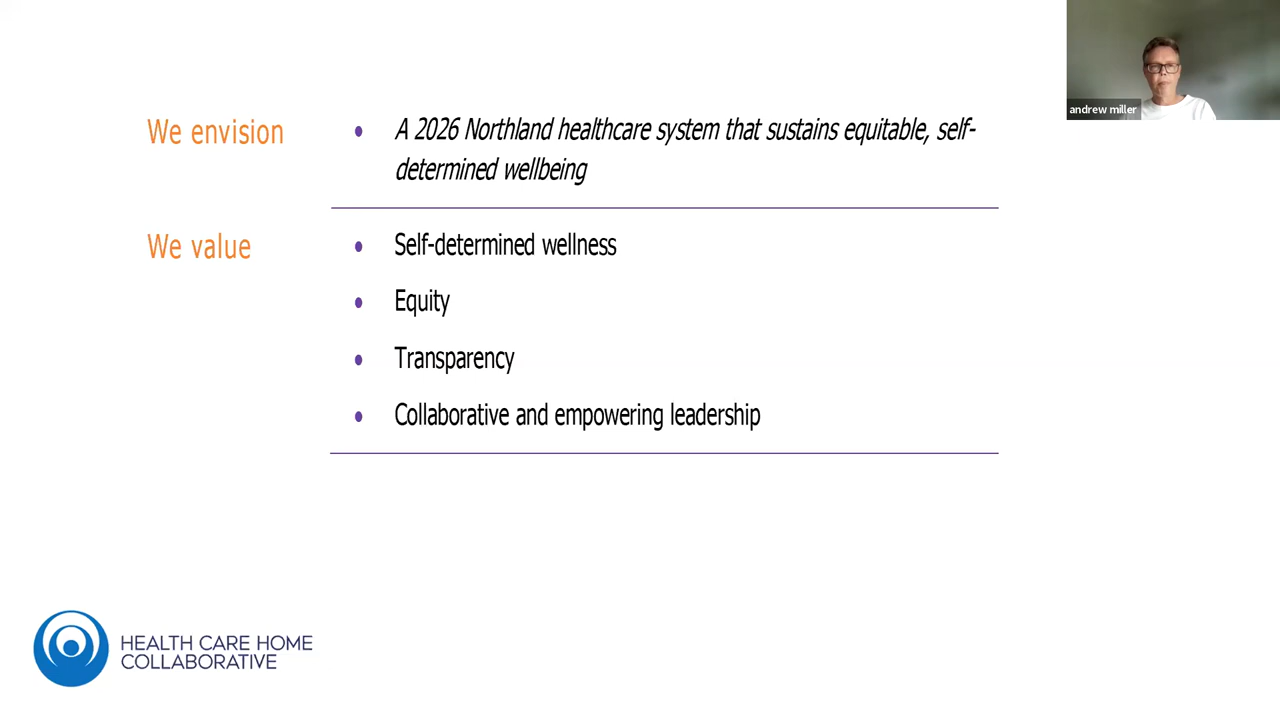 andrew miller
We envision
• A 2026 Northland healthcare system that sustains equitable, self-
determined wellbeing
We value
• Self-determined wellness
• Equity
• Transparency
• Collaborative and empowering leadership
HEALTH CARE HOME
COLLABORATIVE